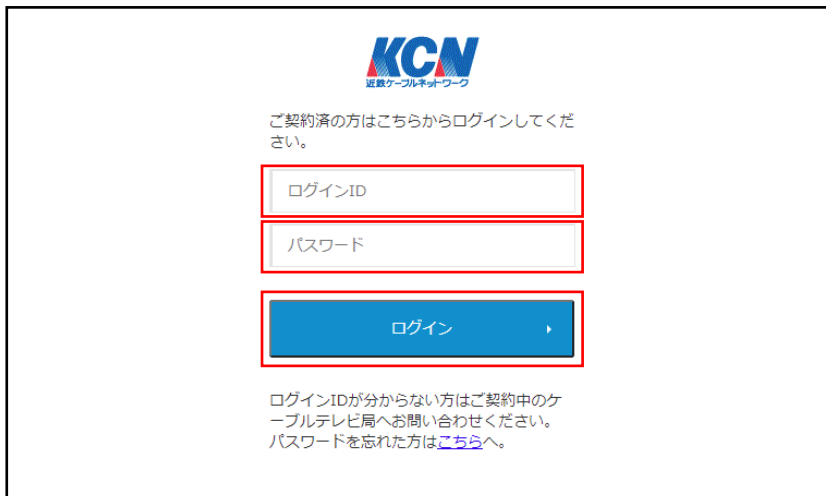 KCN
近鉄ケーブルネットワーク
ご契約済の方はこちらからログインしてくだ
さい。
ログインID
パスワード
ログイン
ログインIDが分からない方はご契約中のケ
ーブルテレビ局へお問い合わせください。
パスワードを忘れた方はこちらへ。